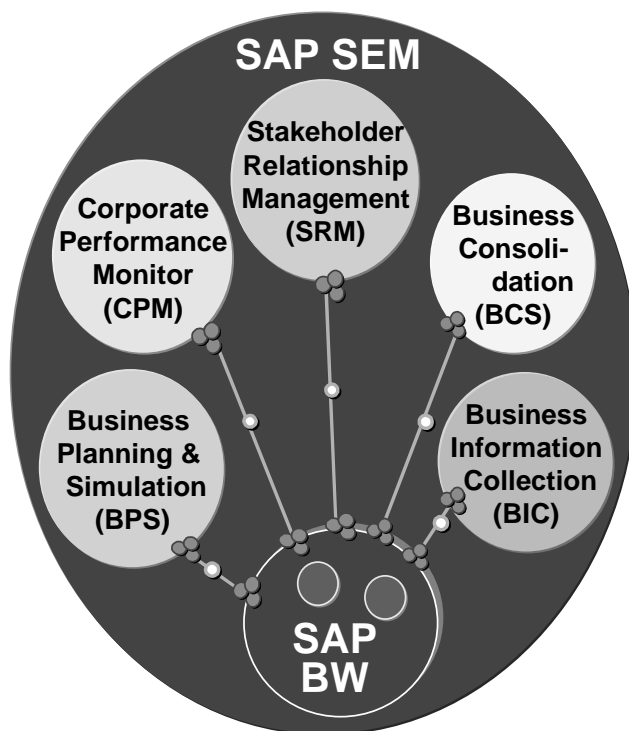 SAP SEM
Stakeholder
Relationship
Management
(SRM)
Corporate
Performance
Monitor
(CPM)
Business
Consoli-
dation
(BCS)
Business
Planning &
Simulation
(BPS)
Business
Information
Collection
(BIC)
SAP
BW